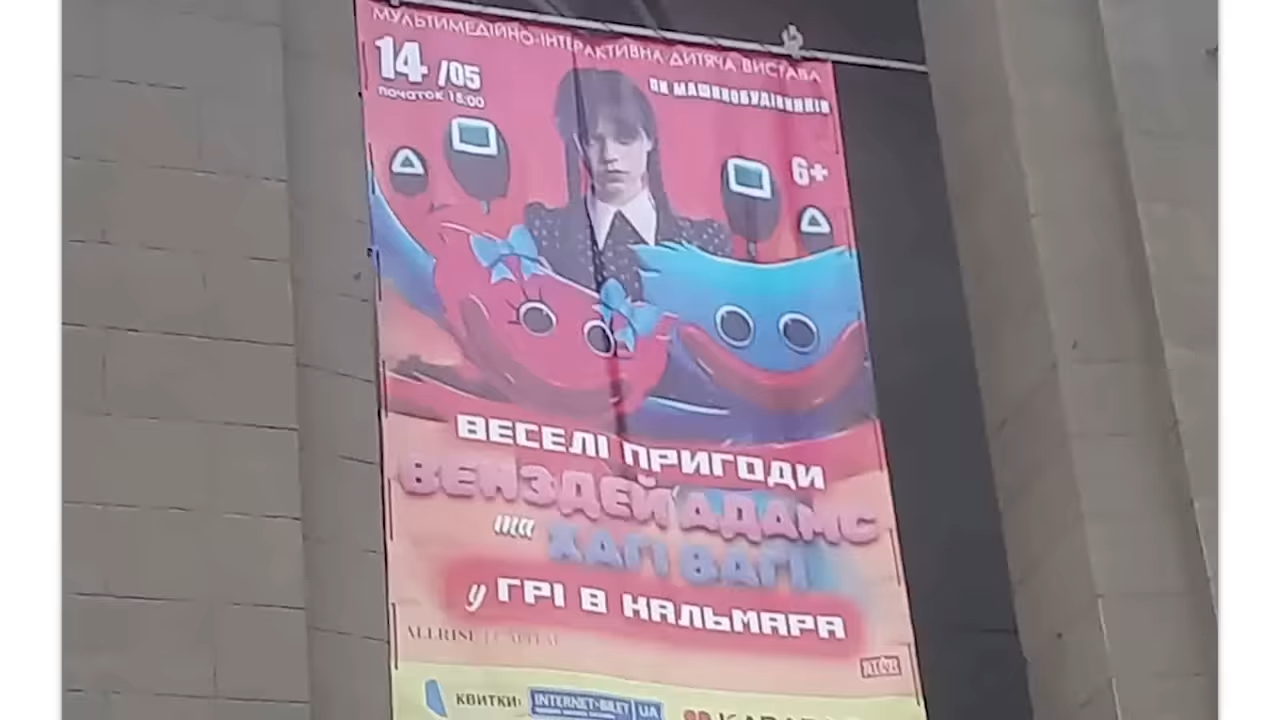 МУЛЬТИМЕДІЙНО-ІНТЕРАКТИВНА ДИТЯЧА ВИСТАВА
14/05
початок 15:00
ПК МАШИНОБУДІВНИКІВ
6+
ВЕСЕЛІ ПРИГОДИ
ВЕНЗДЕЙ АДАМС
та ХАГІ ВАГІ
у ГРІ В КАЛЬМАРА
КВИТКИ: INTERNET-BILET UA